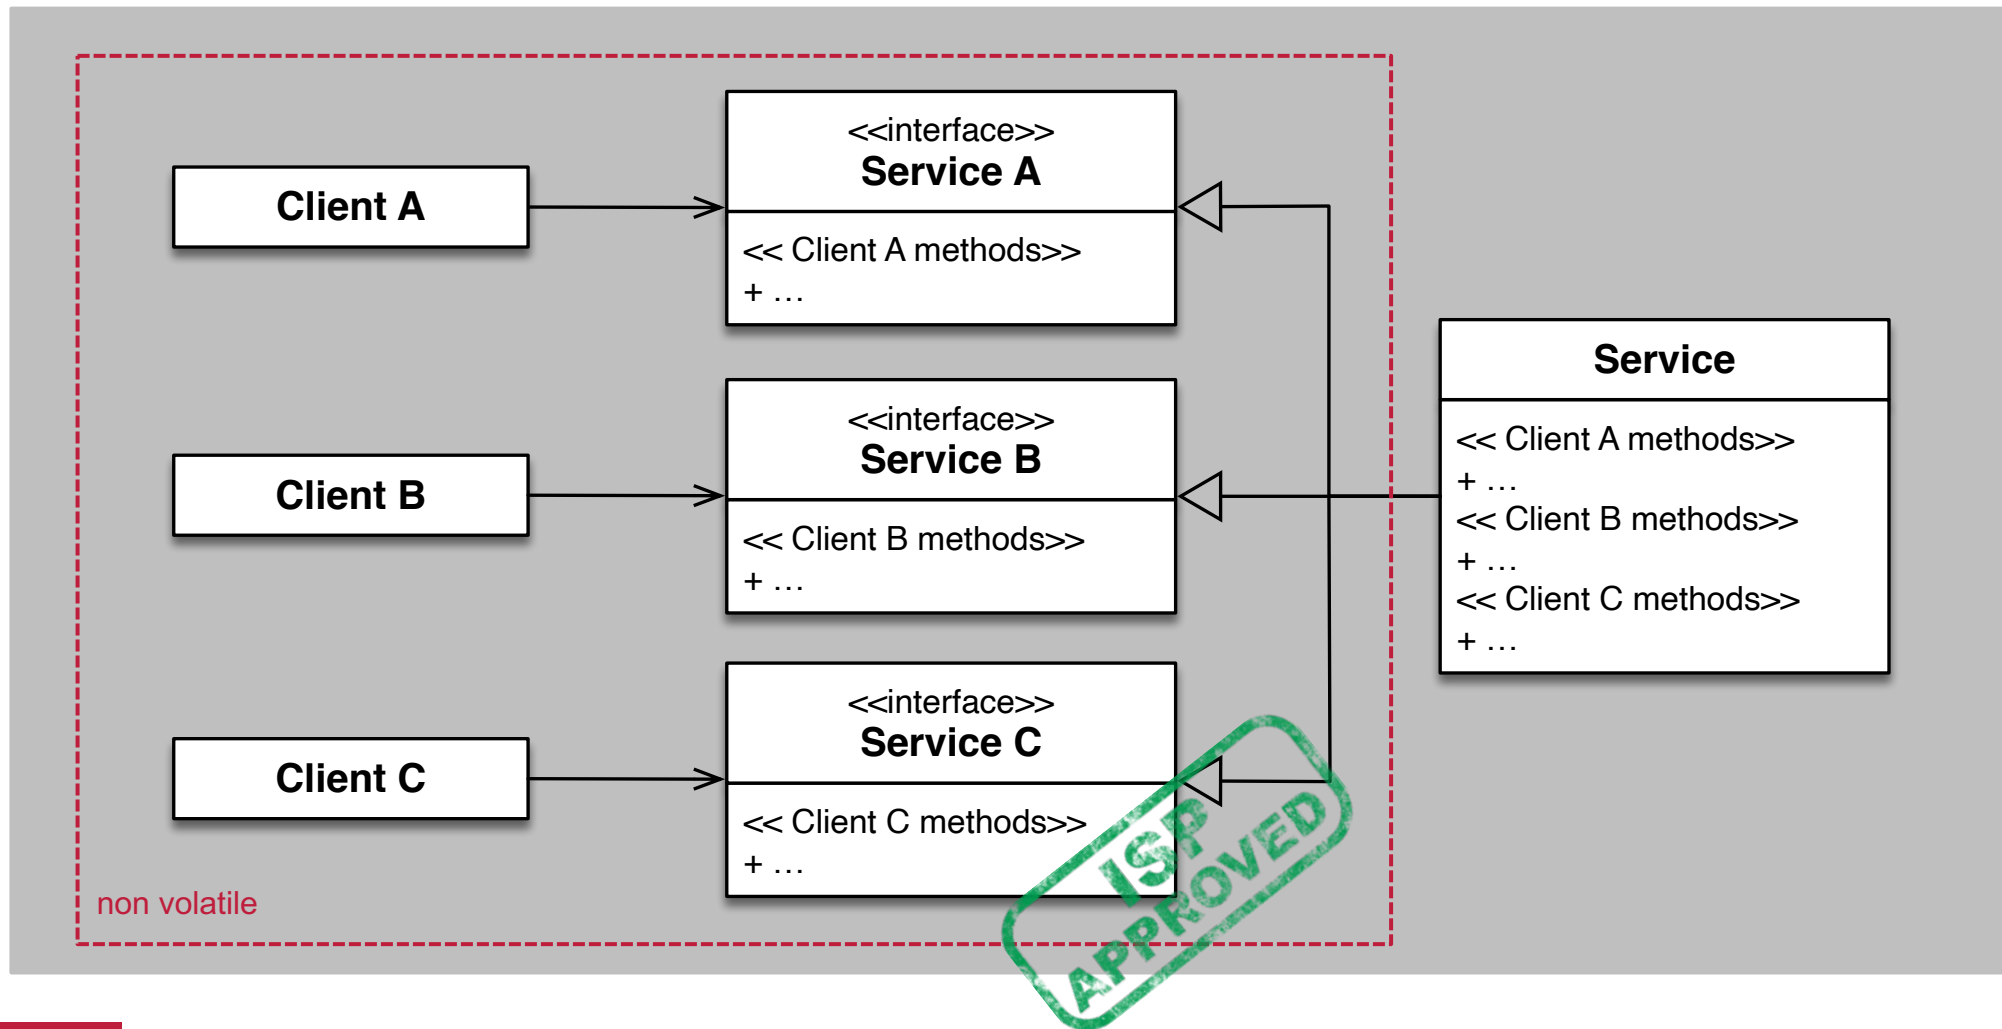 <<interface>>
Service A
<< Client A methods>>
+ …
Client A
<<interface>>
Service B
<< Client B methods>>
+ …
Client B
<<interface>>
Service C
<< Client C methods>>
+ …
Client C
Service
<< Client A methods>>
+ …
<< Client B methods>>
+ …
<< Client C methods>>
+ …
non volatile
ISP
APPROVED